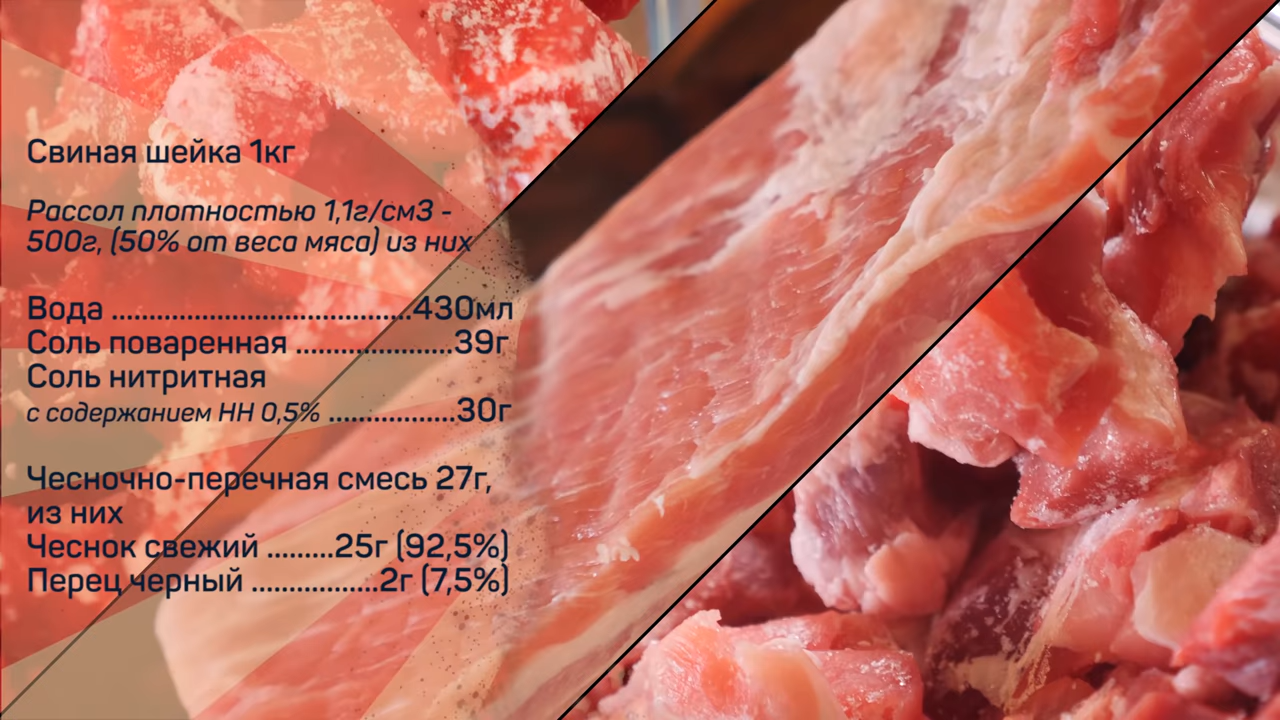 Свиная шейка 1кг
Рассол плотностью 1,1г/см3 -
500г, (50% от веса мяса) из них
Вода ........................................430мл
Соль поваренная .....................39г
Соль нитритная
с содержанием НН 0,5% .................30г
Чесночно-перечная смесь 27г,
из них
Чеснок свежий .........25г (92,5%)
Перец черный .................2г (7,5%)